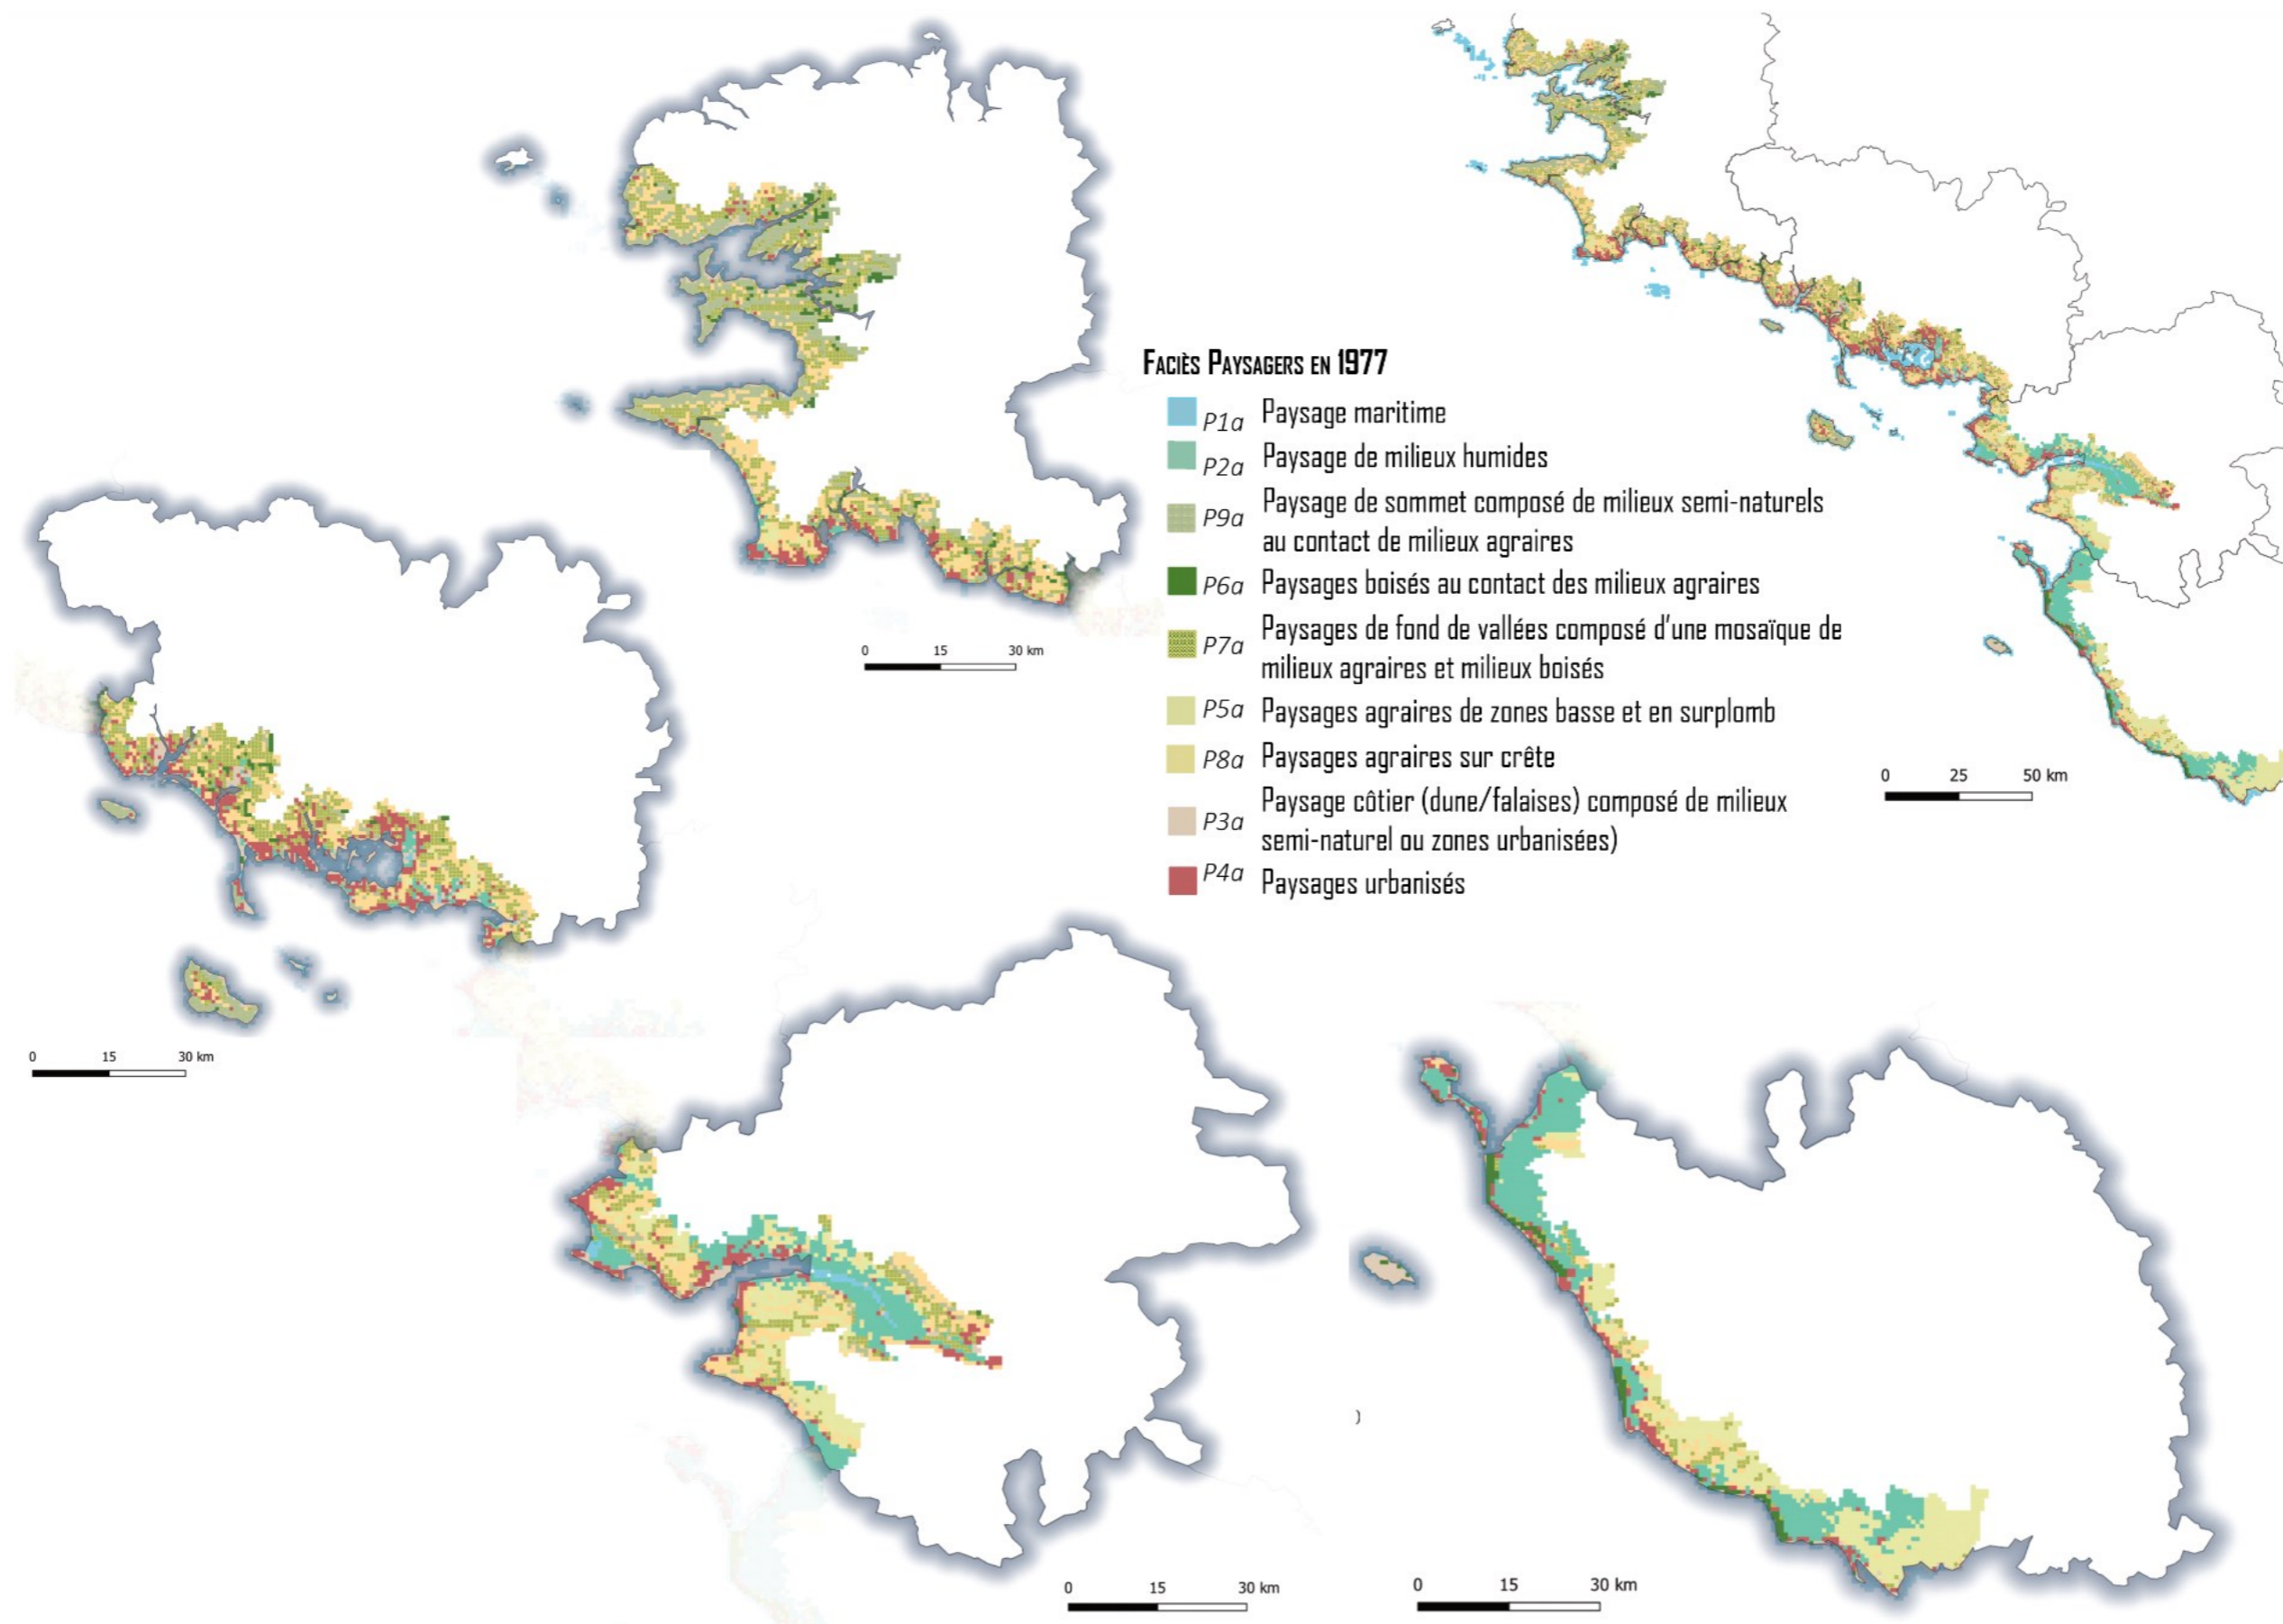 Faciès Paysagers en 1977
P1a Paysage maritime
P2a Paysage de milieux humides
P9a Paysage de sommet composé de milieux semi-naturels
au contact de milieux agraires
P6a Paysages boisés au contact des milieux agraires
P7a Paysages de fond de vallées composé d'une mosaïque de
milieux agraires et milieux boisés
P5a Paysages agraires de zones basse et en surplomb
P8a Paysages agraires sur crête
P3a Paysage côtier (dune/falaises) composé de milieux
semi-naturel ou zones urbanisées)
P4a Paysages urbanisés
0 15 30 km
0 25 50 km
0 15 30 km
)
0 15 30 km
0 15 30 km